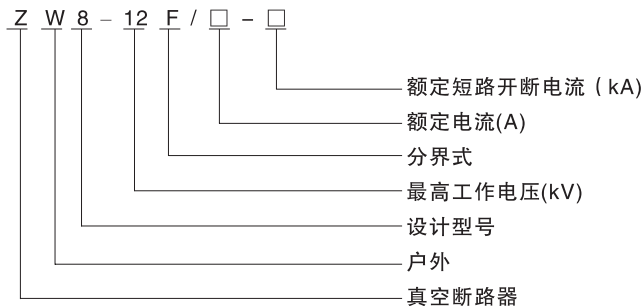 Z W 8 – 12 F / □ – □
额定短路开断电流（kA)
额定电流(A)
分界式
最高工作电压(kV)
设计型号
户外
真空断路器